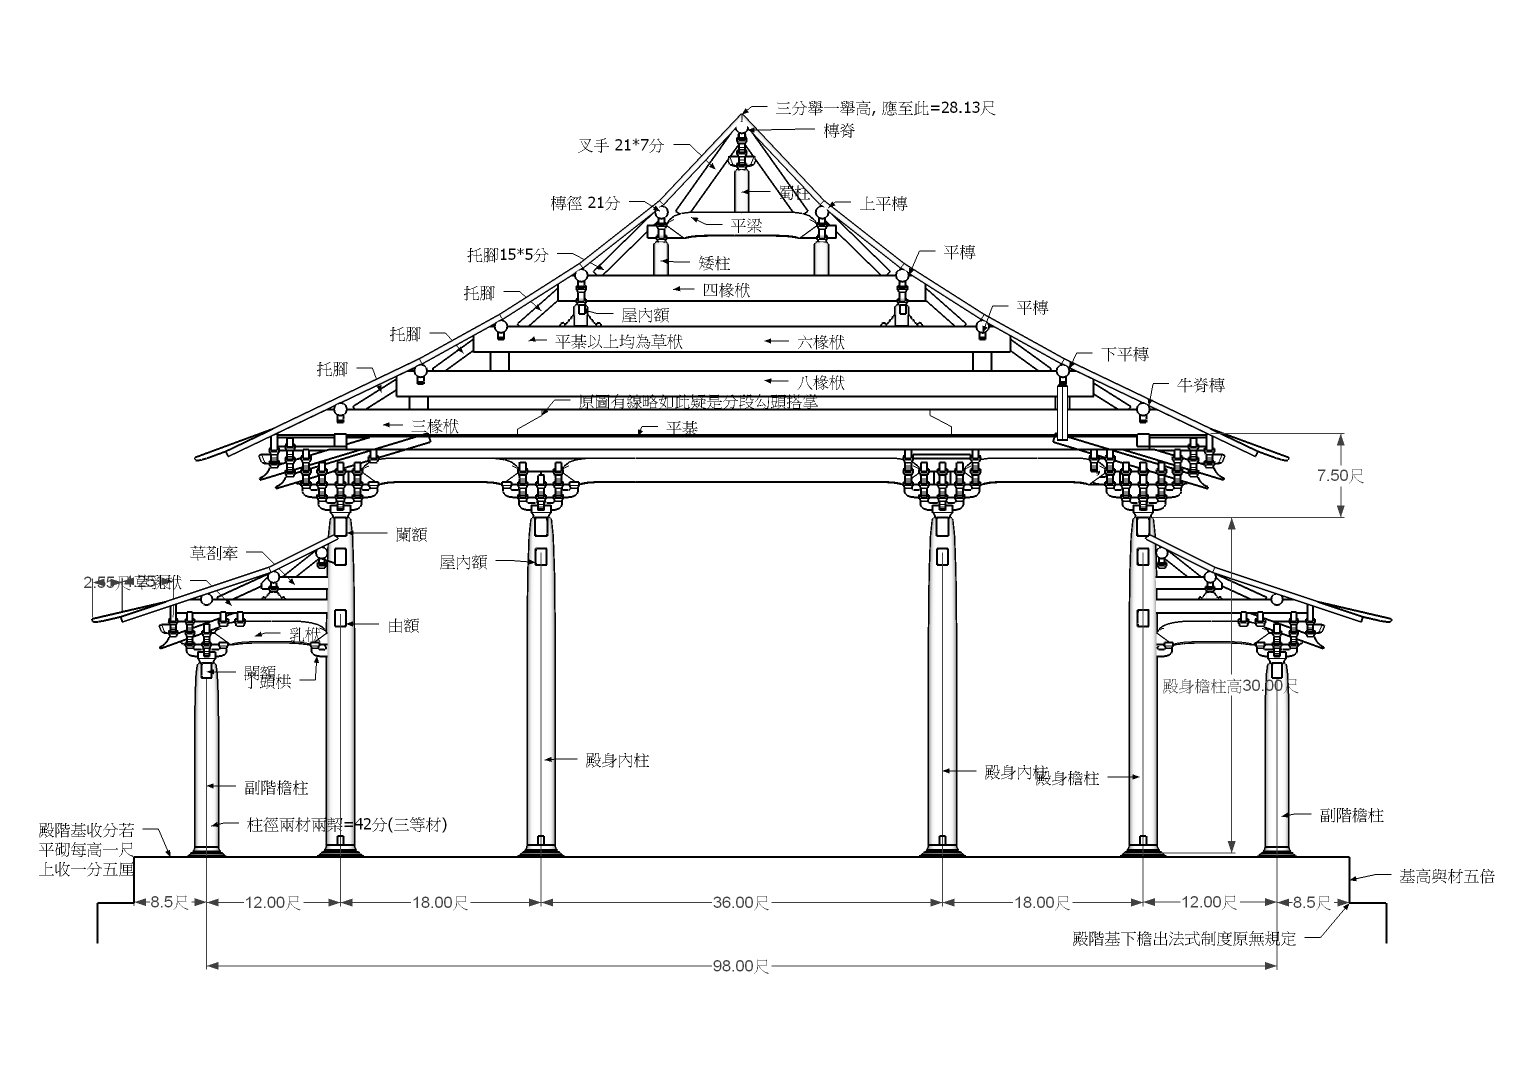 三分舉一舉高, 應至此=28.13尺
槫脊
叉手 21*7分
蜀柱
槫徑 21分
上平槫
平梁
托腳15*5分
平槫
矮柱
托腳
四椽栿
平槫
屋內額
托腳
平棊以上均為草栿
六椽栿
下平槫
托腳
八椽栿
牛脊槫
原圖有線略如此疑是分段勾頭搭掌
三椽栿
平棊
7.50尺
闌額
草劄牽
屋內額
2.55尺
草乳栿
由額
乳栿
闌額
丁頭栱
殿身檐柱高30.00尺
殿身內柱
殿身內柱
殿身檐柱
副階檐柱
副階檐柱
柱徑兩材兩栔=42分(三等材)
殿階基收分若
平砌每高一尺
上收一分五厘
基高與材五倍
8.5尺
12.00尺
18.00尺
36.00尺
18.00尺
12.00尺
8.5尺
殿階基下檐出法式制度原無規定
98.00尺